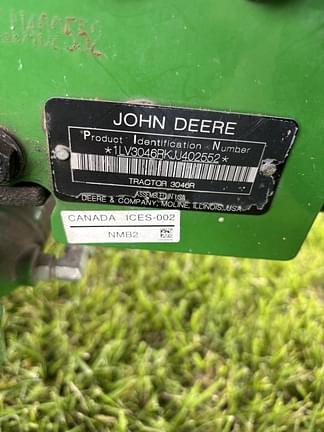 JOHN DEERE
Product Identification Number
*1LV3046RKJJ402552*
TRACTOR 3046R
ASSEMBLED IN USA
DEERE & COMPANY, MOLINE, ILLINOIS, USA
CANADA ICES-002
NMB2